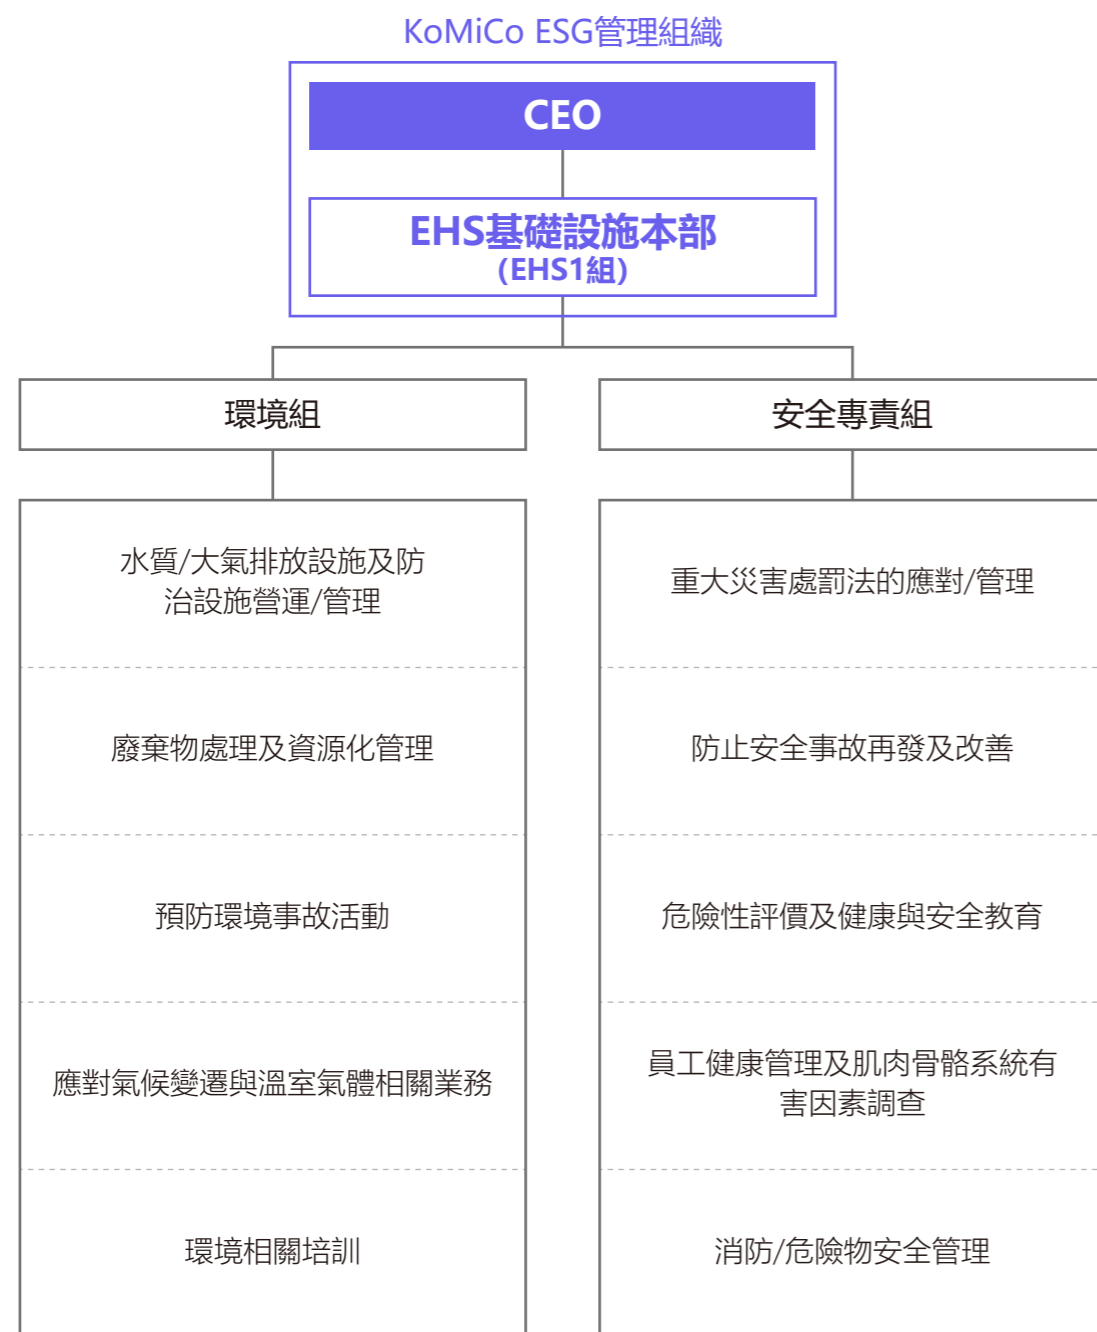 KoMiCo ESG管理組織
CEO
EHS基礎設施本部
(EHS1組)
環境組
水質/大氣排放設施及防
治設施營運/管理
廢棄物處理及資源化管理
預防環境事故活動
應對氣候變遷與溫室氣體相關業務
環境相關培訓
安全專責組
重大災害處罰法的應對/管理
防止安全事故再發及改善
危險性評價及健康與安全教育
員工健康管理及肌肉骨骼系統有
害因素調查
消防/危險物安全管理